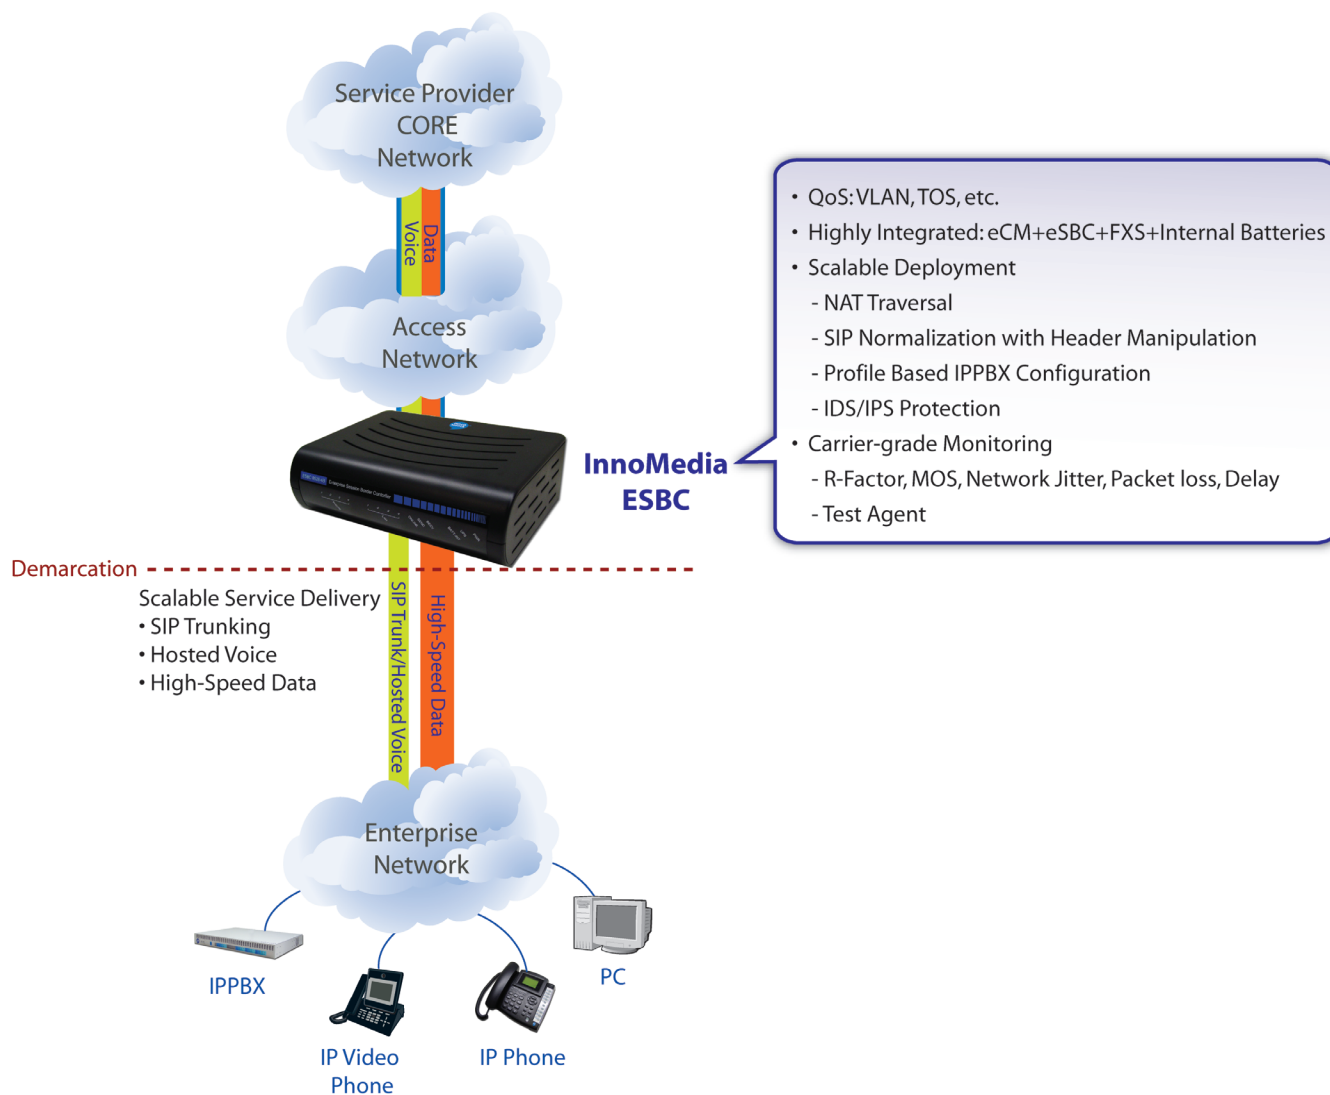 Service Provider
CORE
Network
Voice
Data
Access
Network
InnoMedia
ESBC
• QoS: VLAN, TOS, etc.
• Highly Integrated: eCM+eSBC+FXS+Internal Batteries
• Scalable Deployment
- NAT Traversal
- SIP Normalization with Header Manipulation
- Profile Based IPPBX Configuration
- IDS/IPS Protection
• Carrier-grade Monitoring
- R-Factor, MOS, Network Jitter, Packet loss, Delay
- Test Agent
Demarcation
Scalable Service Delivery
• SIP Trunking
• Hosted Voice
• High-Speed Data
SIP Trunk/Hosted Voice
High-Speed Data
Enterprise
Network
IPPBX
IP Video
Phone
IP Phone
PC